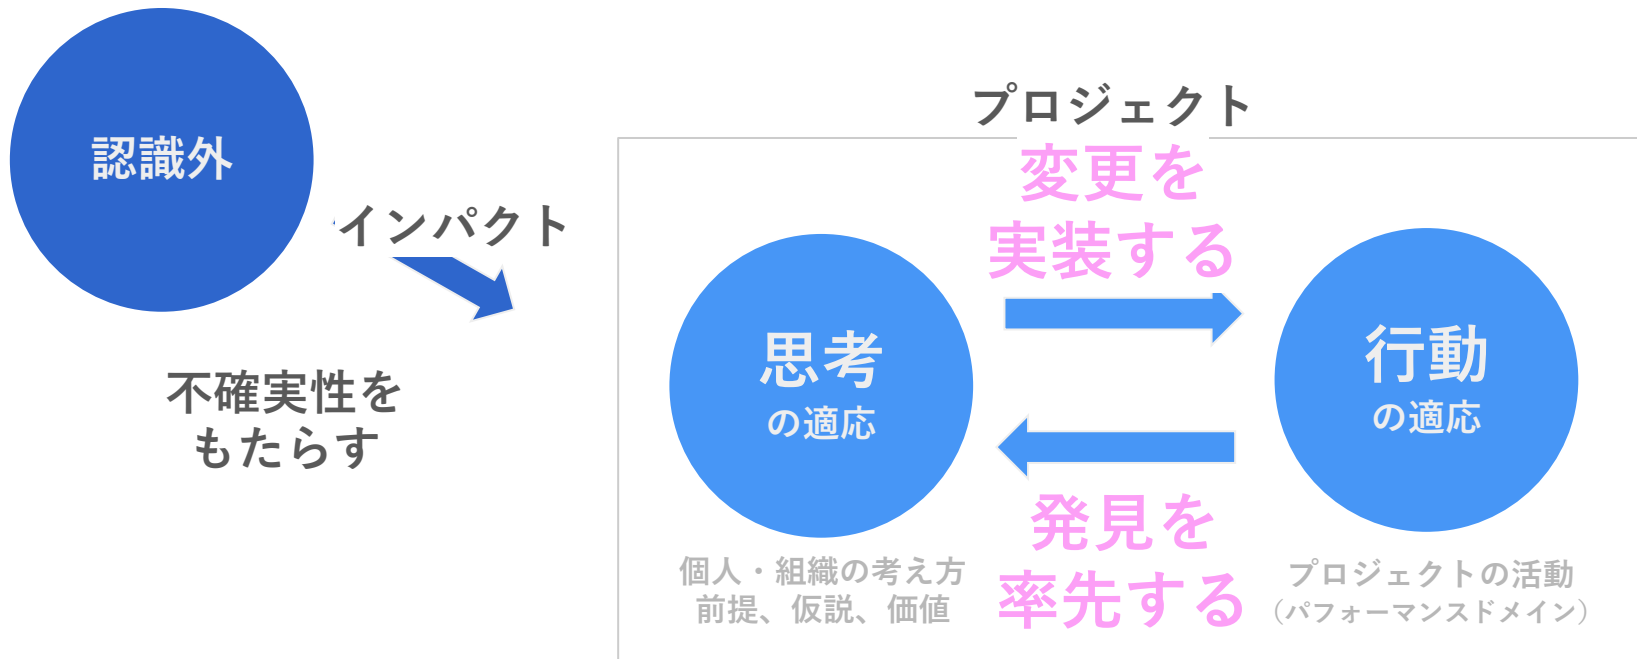 認識外
インパクト
不確実性を
もたらす
プロジェクト
変更を
実装する
思考
の適応
行動
の適応
発見を
率先する
個人・組織の考え方
前提、仮説、価値
プロジェクトの活動
（パフォーマンスドメイン）